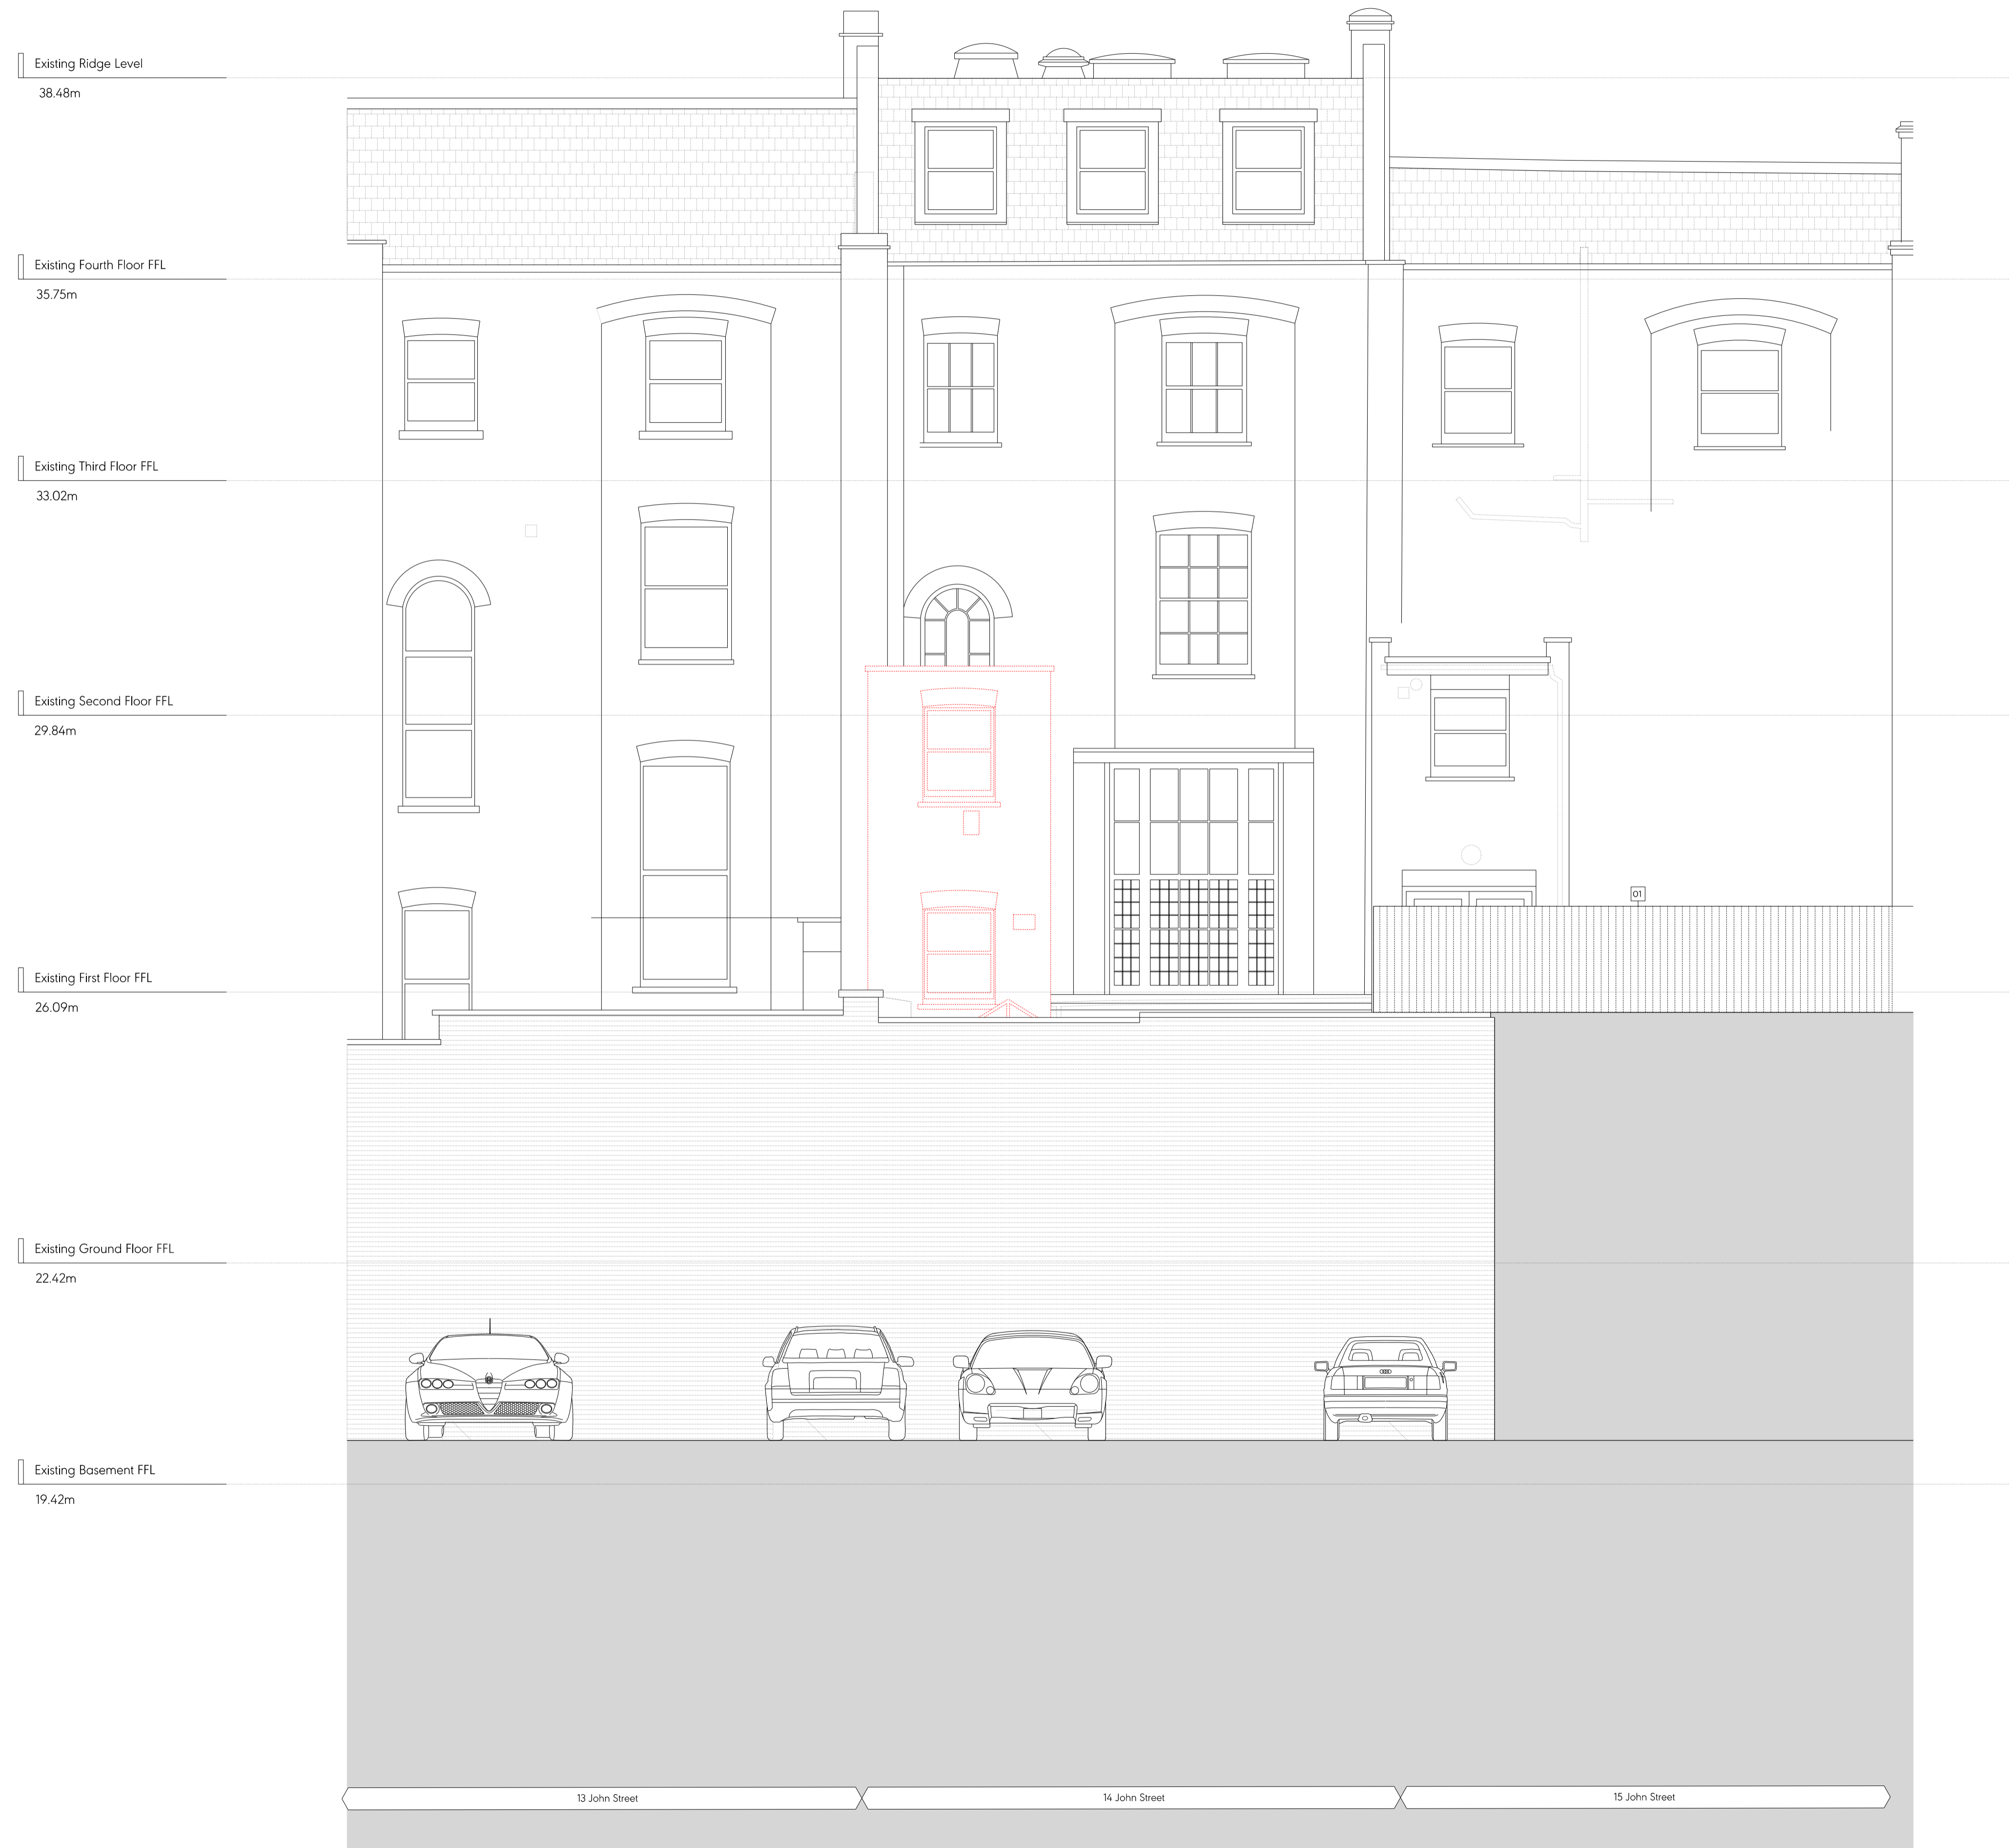 Existing Ridge Level
38.48m
Existing Fourth Floor FFL
35.75m
Existing Third Floor FFL
33.02m
Existing Second Floor FFL
29.84m
01
Existing First Floor FFL
26.09m
Existing Ground Floor FFL
22.42m
Existing Basement FFL
19.42m
13 John Street
14 John Street
15 John Street